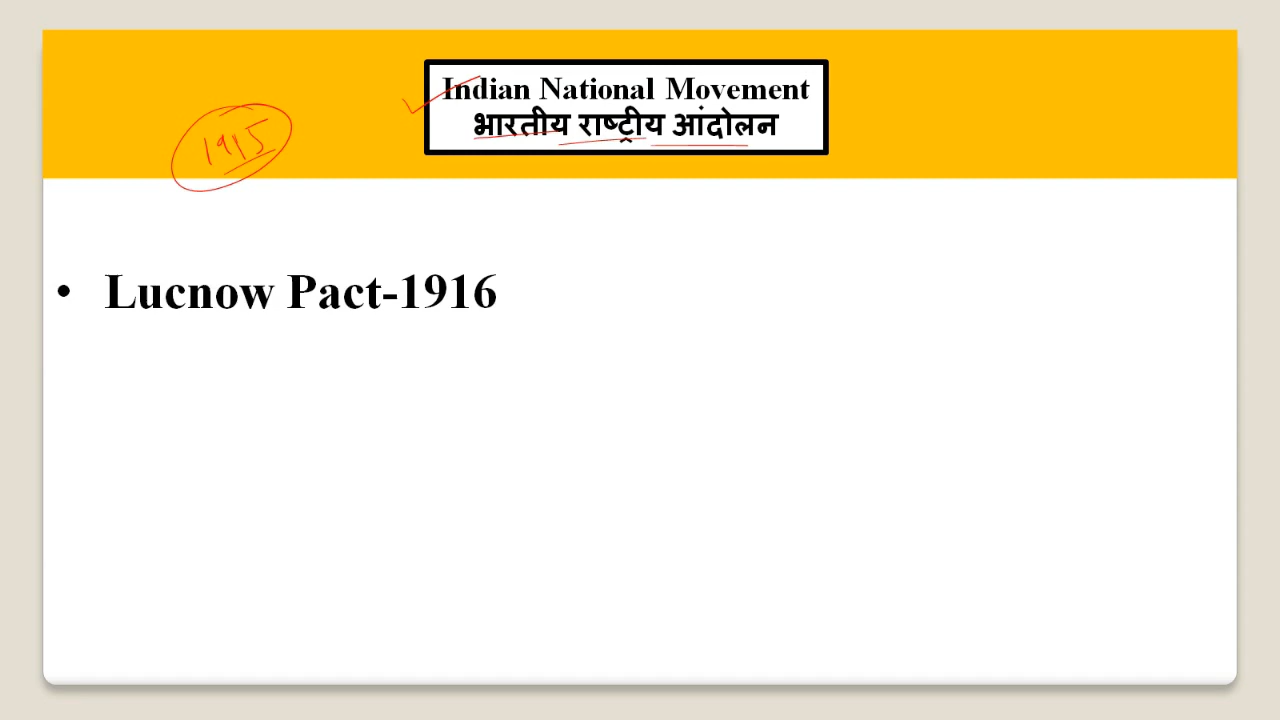 Indian National Movement
भारतीय राष्ट्रीय आंदोलन
1915
• Lucnow Pact-1916